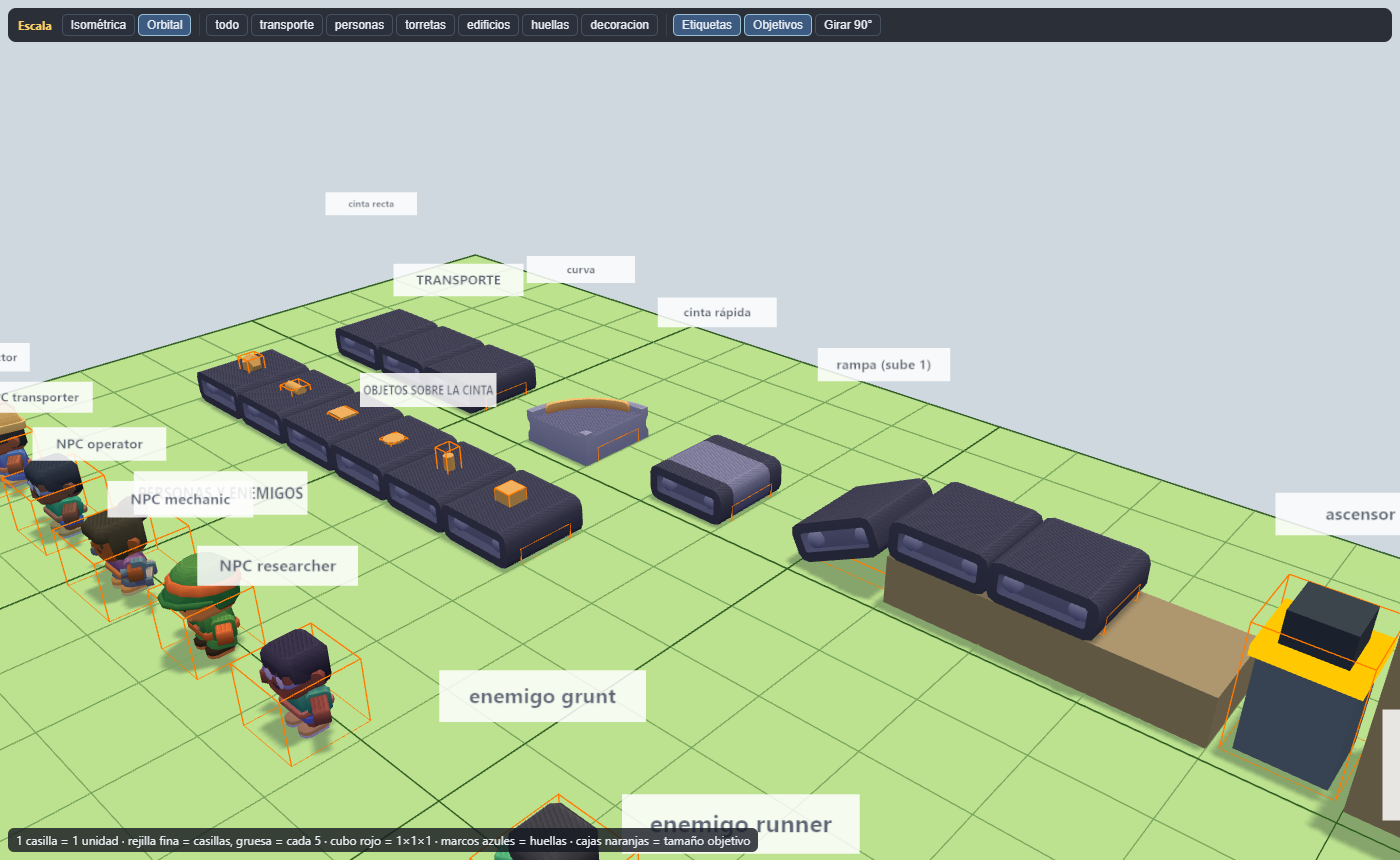 Escala Isométrica Orbital todo transporte personas torretas edificios huellas decoracion Etiquetas Objetivos Girar 90°
cinta recta
TRANSPORTE
curva
cinta rápida
rampa (sube 1)
OBJETOS SOBRE LA CINTA
NPC operator
NPC mechanic
NPC researcher
ascensor
enemigo grunt
enemigo runner
1 casilla = 1 unidad · rejilla fina = casillas, gruesa = cada 5 · cubo rojo = 1×1×1 · marcos azules = huellas · cajas naranjas = tamaño objetivo